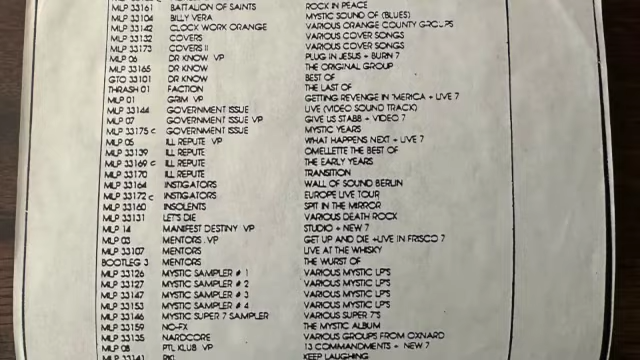 MLP 33161 BATTALION OF SAINTS ROCK IN PEACE
MLP 33104 BILLY VERA MYSTIC SOUND OF (BLUES)
MLP 33142 CLOCK WORK ORANGE VARIOUS ORANGE COUNTY GROUPS
MLP 33132 COVERS VARIOUS COVER SONGS
MLP 33173 COVERS II VARIOUS COVER SONGS
MLP 06 DR KNOW VP PLUG IN JESUS + BURN 7
MLP 33165 DR KNOW THE ORIGINAL GROUP
GTO 33101 DR KNOW BEST OF
THRASH 01 FACTION THE LAST OF
MLP 01 GRIM VP GETTING REVENGE IN 'MERICA + LIVE 7
MLP 33144 GOVERNMENT ISSUE LIVE (VIDEO SOUND TRACK)
MLP 07 GOVERNMENT ISSUE VP GIVE US STABB + VIDEO 7
MLP 33175 C GOVERNMENT ISSUE MYSTIC YEARS
MLP 05 ILL REPUTE VP WHAT HAPPENS NEXT + LIVE 7
MLP 33139 ILL REPUTE OMELLETTE THE BEST OF
MLP 33169 C ILL REPUTE THE EARLY YEARS
MLP 33170 ILL REPUTE TRANSITION
MLP 33164 INSTIGATORS WALL OF SOUND BERLIN
MLP 33172 C INSTIGATORS EUROPE LIVE TOUR
MLP 33160 INSOLENTS SPIT IN THE MIRROR
MLP 33131 LET'S DIE VARIOUS DEATH ROCK
MLP 14 MANIFEST DESTINY VP STUDIO + NEW 7
MLP 03 MENTORS .VP GET UP AND DIE +LIVE IN FRISCO 7
MLP 33107 MENTORS LIVE AT THE WHISKY
BOOTLEG 3 MENTORS THE WURST OF
MLP 33126 MYSTIC SAMPLER # 1 VARIOUS MYSTIC LP'S
MLP 33127 MYSTIC SAMPLER # 2 VARIOUS MYSTIC LP'S
MLP 33147 MYSTIC SAMPLER # 3 VARIOUS MYSTIC LP'S
MLP 33153 MYSTIC SAMPLER # 4 VARIOUS MYSTIC LP'S
MLP 33146 MYSTIC SUPER 7 SAMPLER VARIOUS SUPER 7'S
MLP 33159 NO-FX THE MYSTIC ALBUM
MLP 33135 NARDCORE VARIOUS GROUPS FROM OXNARD
MLP 08 PTL KLUB VP 13 COMMANDMENTS + NEW 7
MLP 33141 RKL KEEP LAUGHING